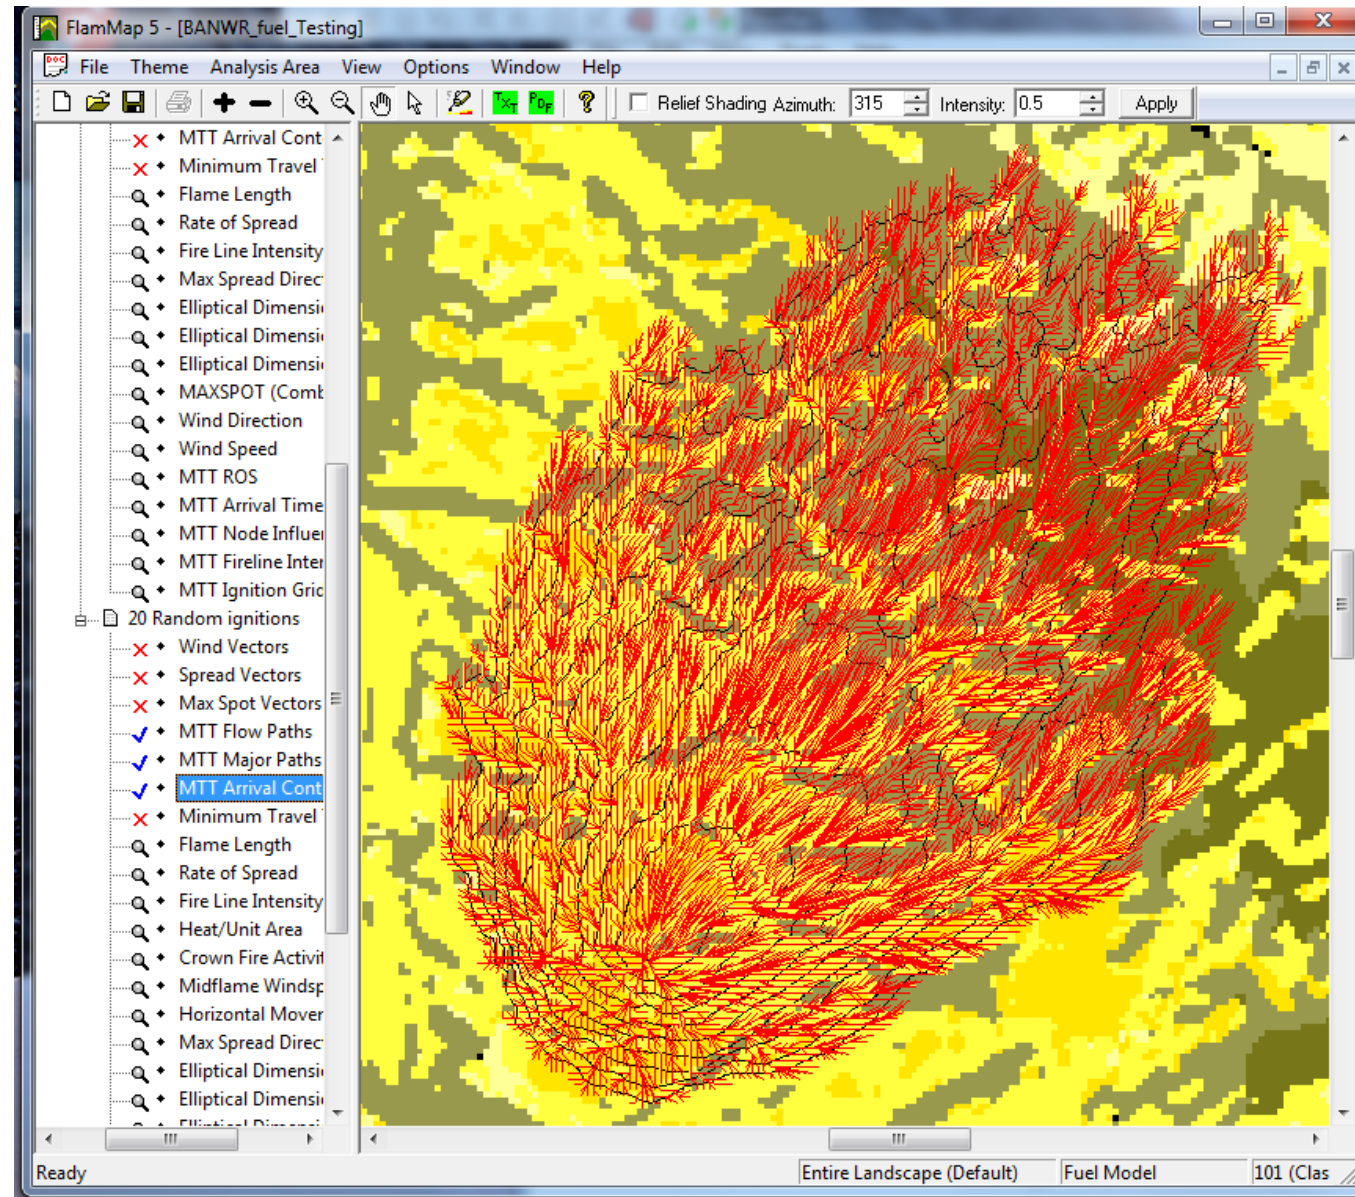 FlamMap 5 - [BANWR_fuel_Testing]
File Theme Analysis Area View Options Window Help
TXT PDF ? Relief Shading Azimuth: 315 Intensity: 0.5 Apply
MTT Arrival Cont
Minimum Travel
Flame Length
Rate of Spread
Fire Line Intensity
Max Spread Direc
Elliptical Dimensi
Elliptical Dimensi
Elliptical Dimensi
MAXSPOT (Comb
Wind Direction
Wind Speed
MTT ROS
MTT Arrival Time
MTT Node Influe
MTT Fireline Inter
MTT Ignition Grid
20 Random ignitions
Wind Vectors
Spread Vectors
Max Spot Vectors
MTT Flow Paths
MTT Major Paths
MTT Arrival Cont
Minimum Travel
Flame Length
Rate of Spread
Fire Line Intensity
Heat/Unit Area
Crown Fire Activit
Midflame Windsp
Horizontal Mover
Max Spread Direc
Elliptical Dimensi
Elliptical Dimensi
Ready Entire Landscape (Default) Fuel Model 101 (Clas